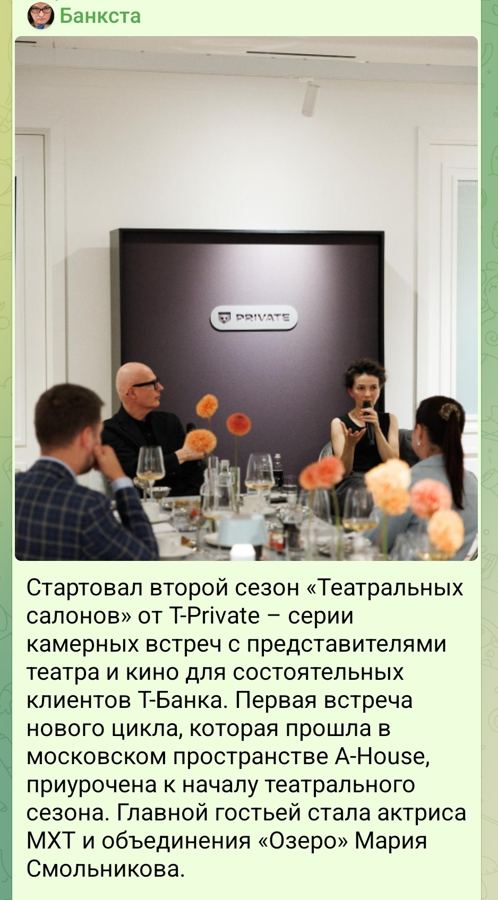 Банкста
PRIVATE
Стартовал второй сезон «Театральных
салонов» от T-Private – серии
камерных встреч с представителями
театра и кино для состоятельных
клиентов Т-Банка. Первая встреча
нового цикла, которая прошла в
московском пространстве A-House,
приурочена к началу театрального
сезона. Главной гостьей стала актриса
МХТ и объединения «Озеро» Мария
Смольникова.